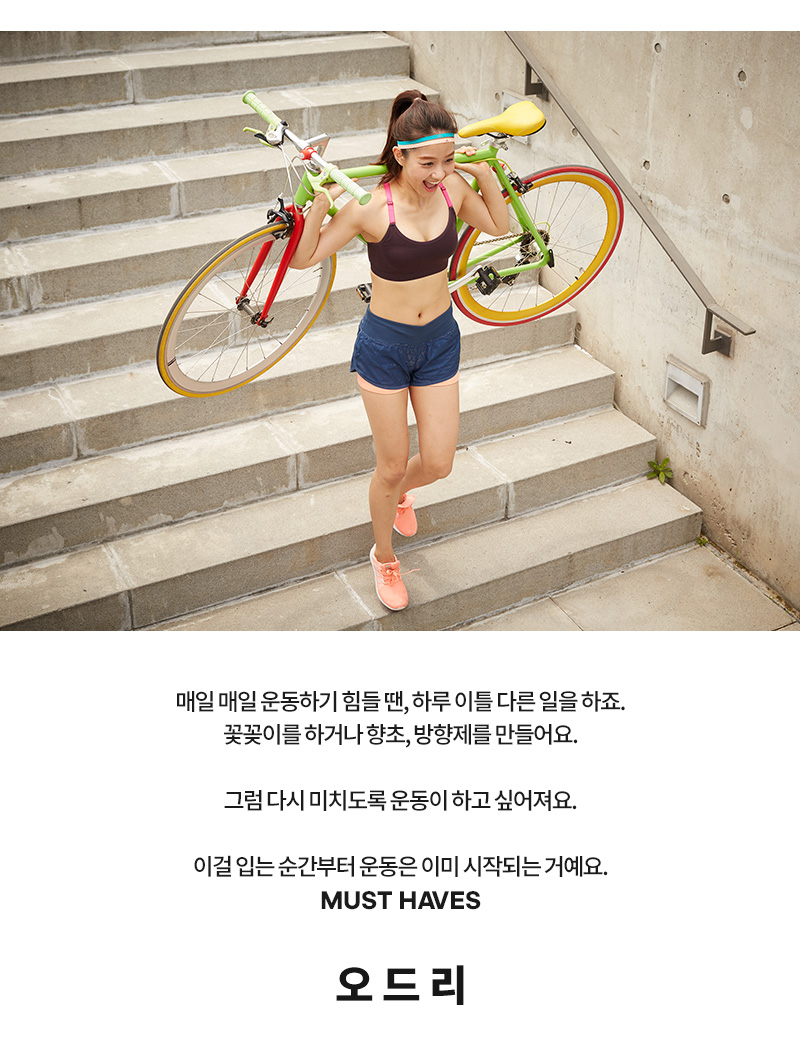 매일 매일 운동하기 힘들 땐, 하루 이틀 다른 일을 하죠.
꽃꽂이를 하거나 향초, 방향제를 만들어요.
그럼 다시 미치도록 운동이 하고 싶어져요.
이걸 입는 순간부터 운동은 이미 시작되는 거예요.
MUST HAVES
오드리